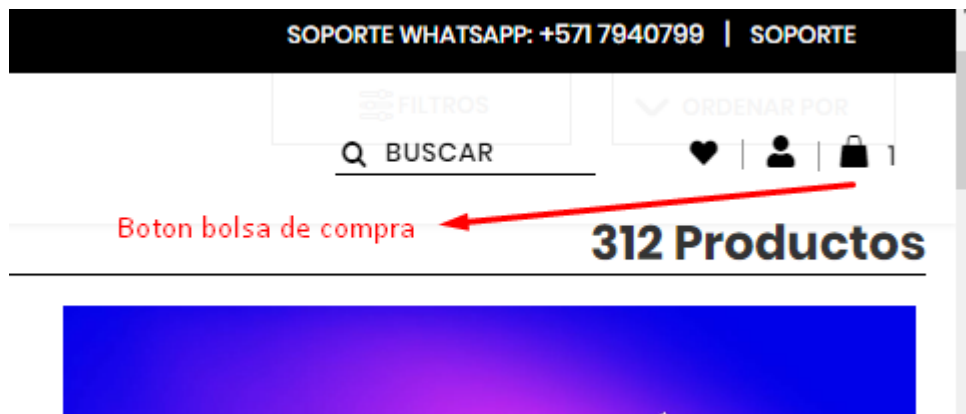 SOPORTE WHATSAPP: +571 7940799 | SOPORTE
FILTROS
ORDENAR POR
BUSCAR
1
Boton bolsa de compra
312 Productos